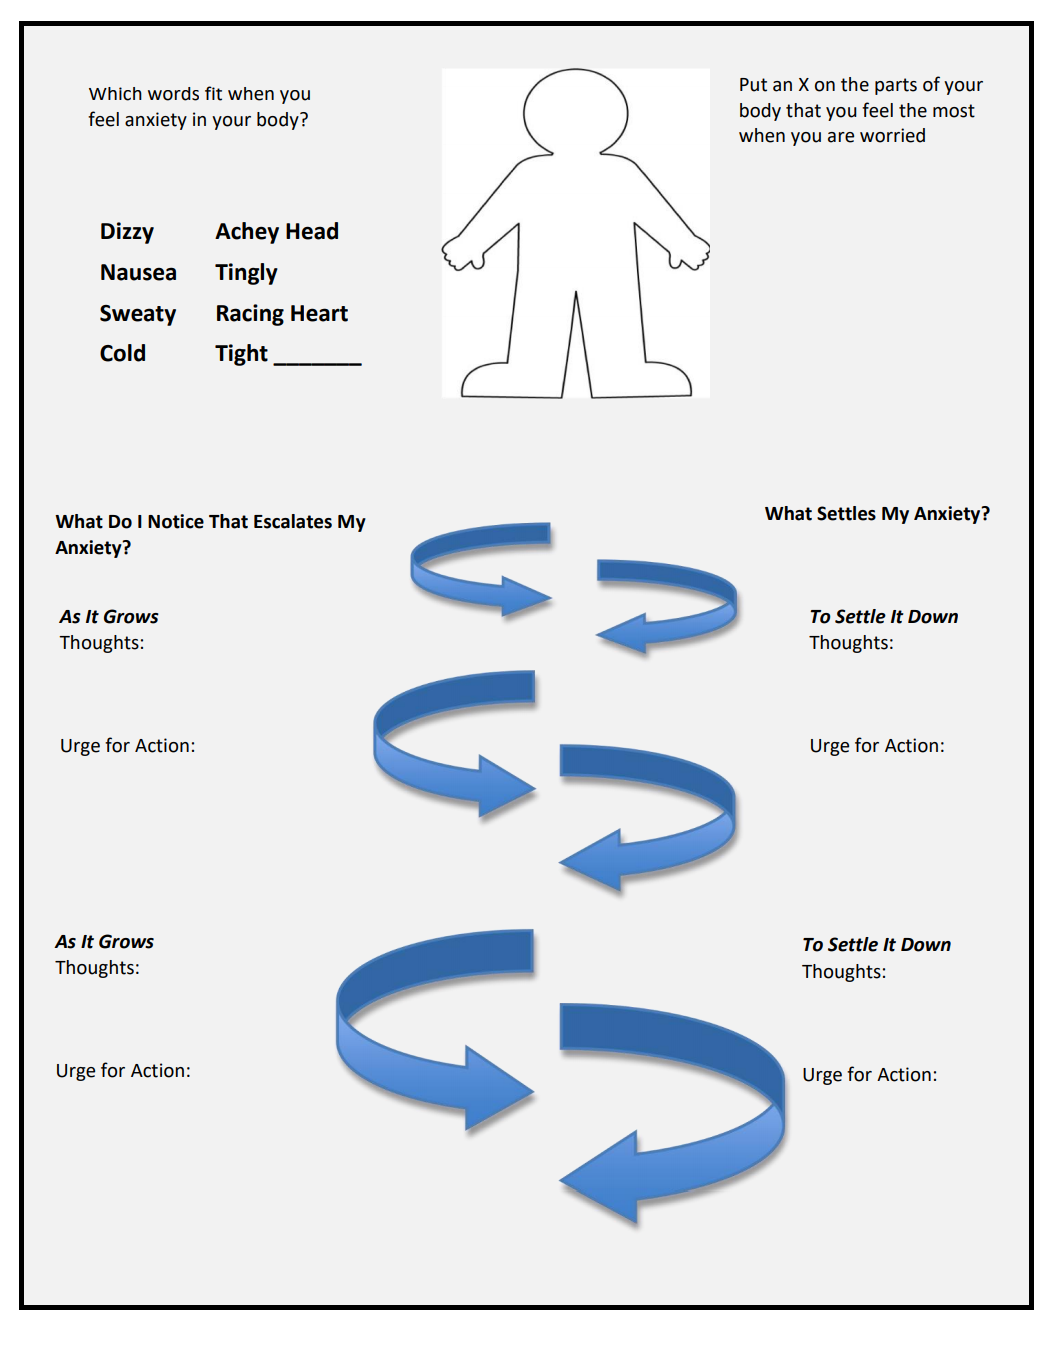 Which words fit when you
feel anxiety in your body?
Put an X on the parts of your
body that you feel the most
when you are worried
Dizzy Achey Head
Nausea Tingly
Sweaty Racing Heart
Cold Tight _______
What Do I Notice That Escalates My
Anxiety?
What Settles My Anxiety?
As It Grows
Thoughts:
To Settle It Down
Thoughts:
Urge for Action:
Urge for Action:
As It Grows
Thoughts:
To Settle It Down
Thoughts:
Urge for Action:
Urge for Action: